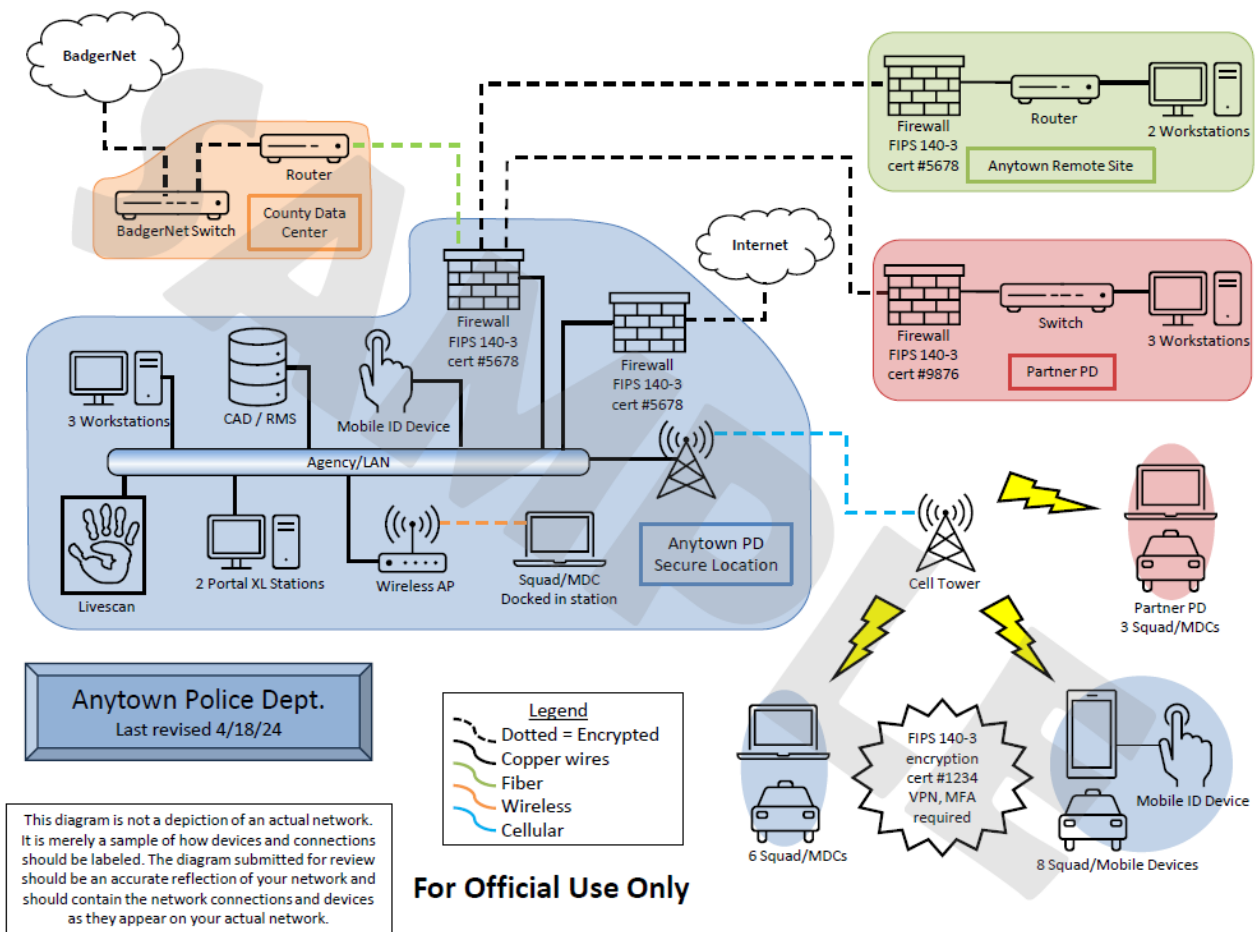 BadgerNet
Router
BadgerNet Switch
County Data
Center
Firewall
FIPS 140-3
cert #5678
Router
2 Workstations
Anytown Remote Site
Internet
Firewall
FIPS 140-3
cert #9876
Switch
3 Workstations
Partner PD
Firewall
FIPS 140-3
cert #5678
Firewall
FIPS 140-3
cert #5678
3 Workstations
CAD / RMS
Mobile ID Device
Agency/LAN
Livescan
2 Portal XL Stations
Wireless AP
Squad/MDC
Docked in station
Anytown PD
Secure Location
Cell Tower
Partner PD
3 Squad/MDCs
Anytown Police Dept.
Last revised 4/18/24
Legend
Dotted = Encrypted
Copper wires
Fiber
Wireless
Cellular
6 Squad/MDCs
FIPS 140-3
encryption
cert #1234
VPN, MFA
required
Mobile ID Device
8 Squad/Mobile Devices
This diagram is not a depiction of an actual network.
It is merely a sample of how devices and connections
should be labeled. The diagram submitted for review
should be an accurate reflection of your network and
should contain the network connections and devices
as they appear on your actual network.
For Official Use Only
SAMPLE